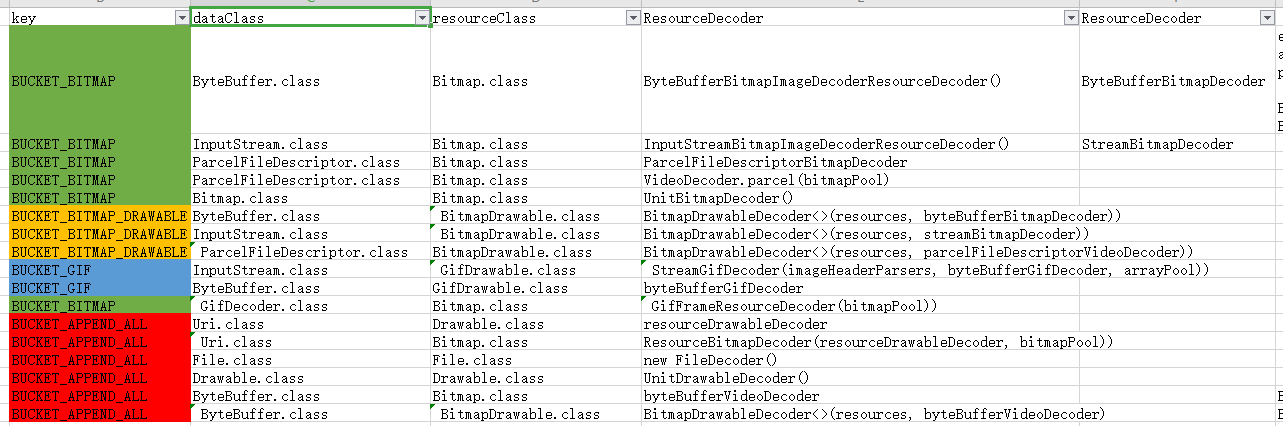 key dataClass resourceClass ResourceDecoder ResourceDecoder
BUCKET_BITMAP ByteBuffer.class Bitmap.class ByteBufferBitmapImageDecoderResourceDecoder() ByteBufferBitmapDecoder
BUCKET_BITMAP InputStream.class Bitmap.class InputStreamBitmapImageDecoderResourceDecoder() StreamBitmapDecoder
BUCKET_BITMAP ParcelFileDescriptor.class Bitmap.class ParcelFileDescriptorBitmapDecoder
BUCKET_BITMAP ParcelFileDescriptor.class Bitmap.class VideoDecoder.parcel(bitmapPool)
BUCKET_BITMAP Bitmap.class Bitmap.class UnitBitmapDecoder()
BUCKET_BITMAP_DRAWABLE ByteBuffer.class BitmapDrawable.class BitmapDrawableDecoder<>(resources, byteBufferBitmapDecoder))
BUCKET_BITMAP_DRAWABLE InputStream.class BitmapDrawable.class BitmapDrawableDecoder<>(resources, streamBitmapDecoder))
BUCKET_BITMAP_DRAWABLE ParcelFileDescriptor.class BitmapDrawable.class BitmapDrawableDecoder<>(resources, parcelFileDescriptorVideoDecoder))
BUCKET_GIF InputStream.class GifDrawable.class StreamGifDecoder(imageHeaderParsers, byteBufferGifDecoder, arrayPool))
BUCKET_GIF ByteBuffer.class GifDrawable.class byteBufferGifDecoder
BUCKET_BITMAP GifDecoder.class Bitmap.class GifFrameResourceDecoder(bitmapPool))
BUCKET_APPEND_ALL Uri.class Drawable.class resourceDrawableDecoder
BUCKET_APPEND_ALL Uri.class Bitmap.class ResourceBitmapDecoder(resourceDrawableDecoder, bitmapPool))
BUCKET_APPEND_ALL File.class File.class new FileDecoder()
BUCKET_APPEND_ALL Drawable.class Drawable.class UnitDrawableDecoder()
BUCKET_APPEND_ALL ByteBuffer.class Bitmap.class byteBufferVideoDecoder
BUCKET_APPEND_ALL ByteBuffer.class BitmapDrawable.class BitmapDrawableDecoder<>(resources, byteBufferVideoDecoder)